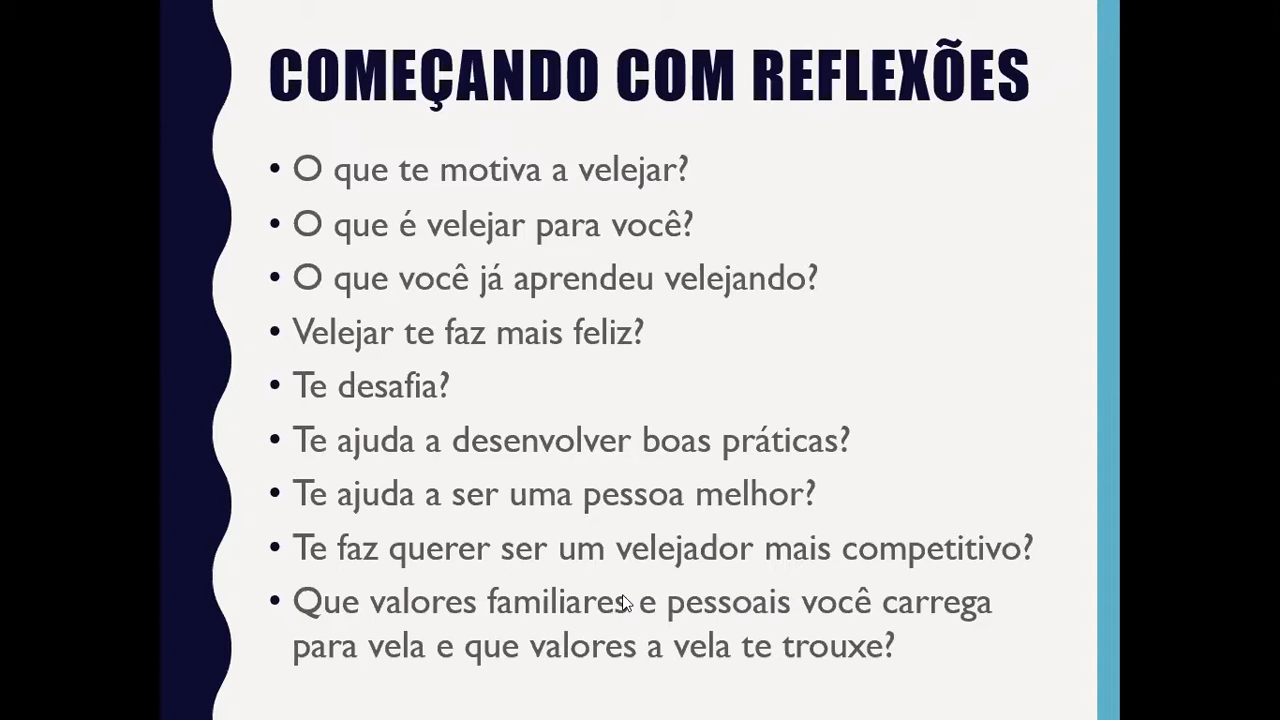 COMEÇANDO COM REFLEXÕES
• O que te motiva a velejar?
• O que é velejar para você?
• O que você já aprendeu velejando?
• Velejar te faz mais feliz?
• Te desafia?
• Te ajuda a desenvolver boas práticas?
• Te ajuda a ser uma pessoa melhor?
• Te faz querer ser um velejador mais competitivo?
• Que valores familiares e pessoais você carrega
para vela e que valores a vela te trouxe?